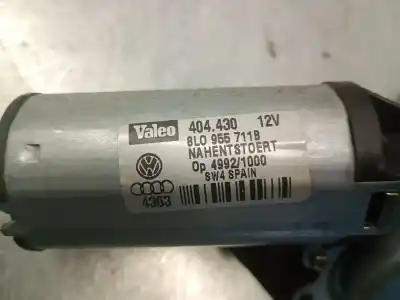 Valeo 404.430 12V
8L0 955 711B
NAHENTSTOERT
Op 4992/1000
SW4 SPAIN
4363